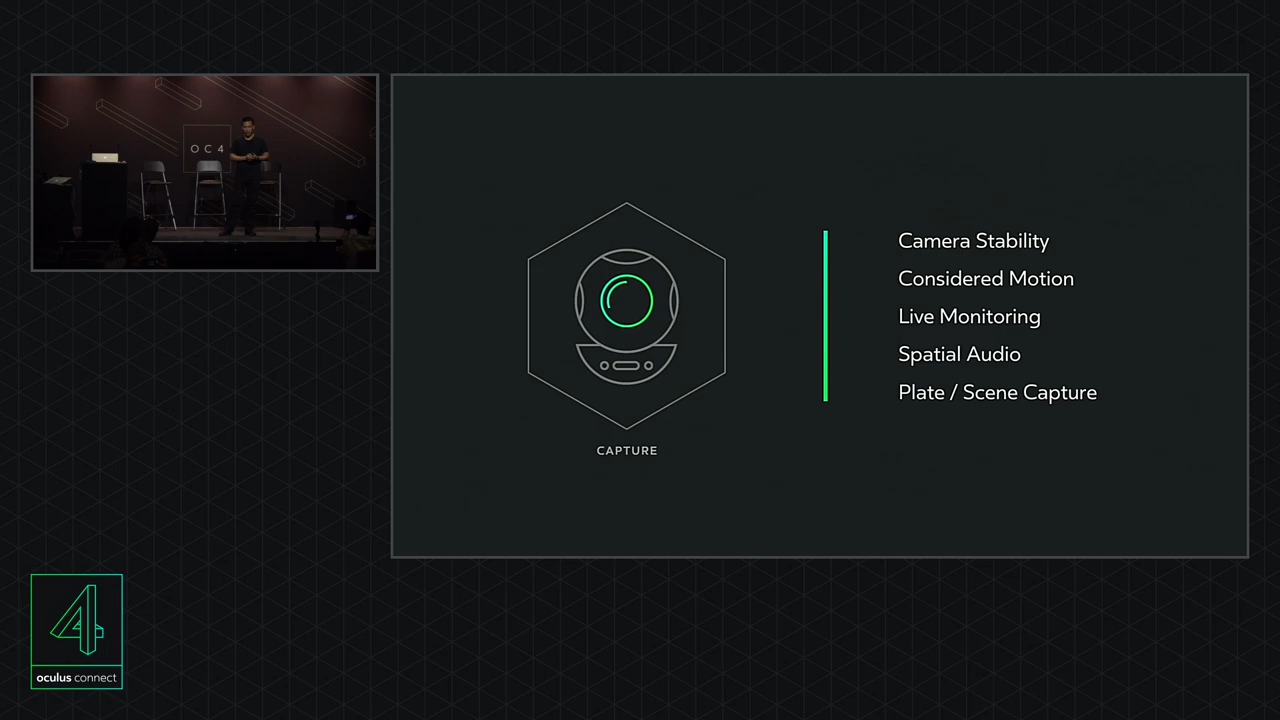 OC4
CAPTURE
Camera Stability
Considered Motion
Live Monitoring
Spatial Audio
Plate / Scene Capture
4
oculus connect